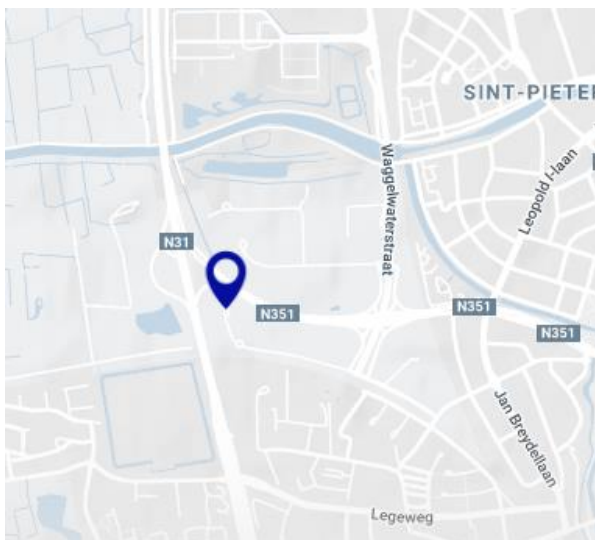 SINT-PIETE
Waggelwaterstraat
Leopold I-laan
N31
N351
N351
N351
Jan Breydellaan
Legeweg